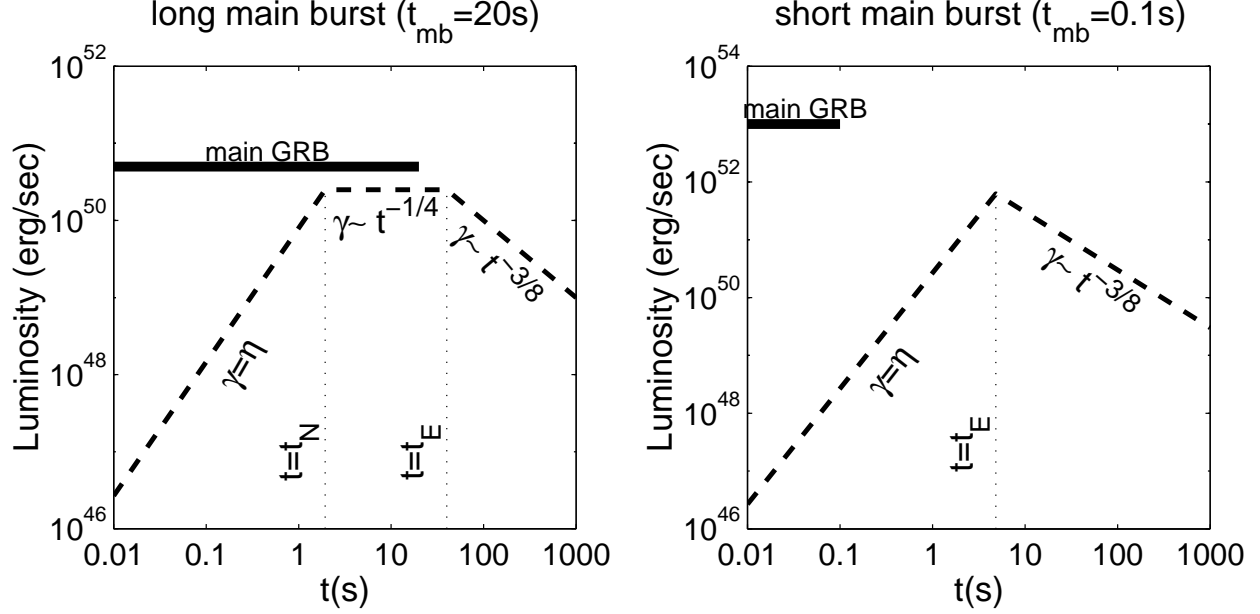 long main burst (t_mb=20s)
10^52
10^50
10^48
10^46
Luminosity (erg/sec)
main GRB
γ~ t^−1/4
γ~ t^−3/8
γ=η
t=t_N
t=t_E
0.01 0.1 1 10 100 1000
t(s)
short main burst (t_mb=0.1s)
10^54
10^52
10^50
10^48
10^46
Luminosity (erg/sec)
main GRB
γ~ t^−3/8
γ=η
t=t_E
0.01 0.1 1 10 100 1000
t(s)